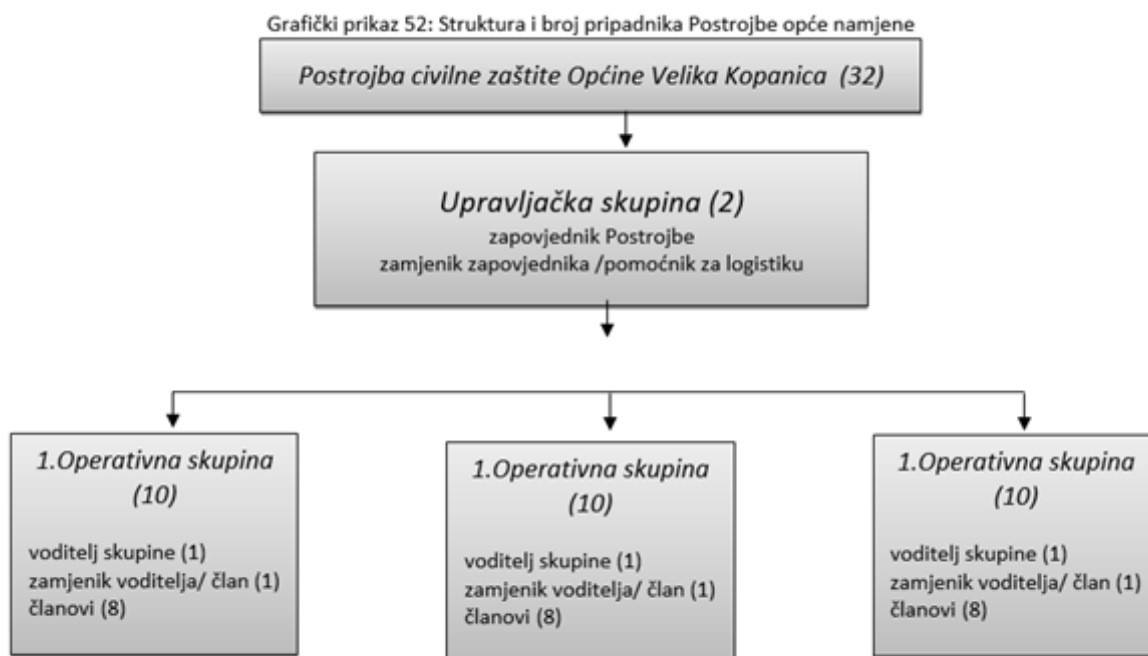 Grafički prikaz 52: Struktura i broj pripadnika Postrojbe opće namjene
Postrojba civilne zaštite Općine Velika Kopanica (32)
Upravljačka skupina (2)
zapovjednik Postrojbe
zamjenik zapovjednika /pomoćnik za logistiku
1.Operativna skupina
(10)
voditelj skupine (1)
zamjenik voditelja/ član (1)
članovi (8)
1.Operativna skupina
(10)
voditelj skupine (1)
zamjenik voditelja/ član (1)
članovi (8)
1.Operativna skupina
(10)
voditelj skupine (1)
zamjenik voditelja/ član (1)
članovi (8)